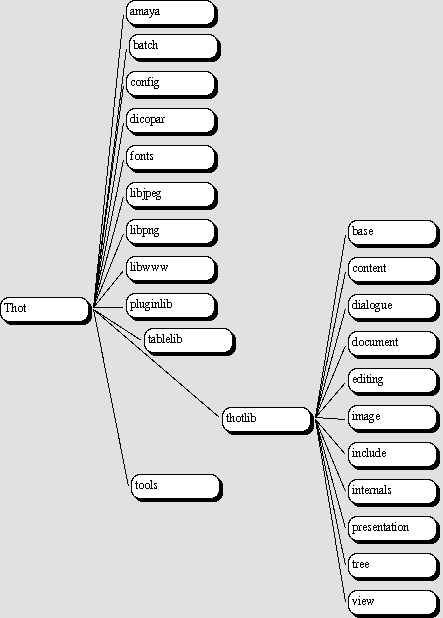 amaya
batch
config
dicopar
fonts
libjpeg
libpng
libwww
pluginlib
Thot
tablelib
thotlib
tools
base
content
dialogue
document
editing
image
include
internals
presentation
tree
view